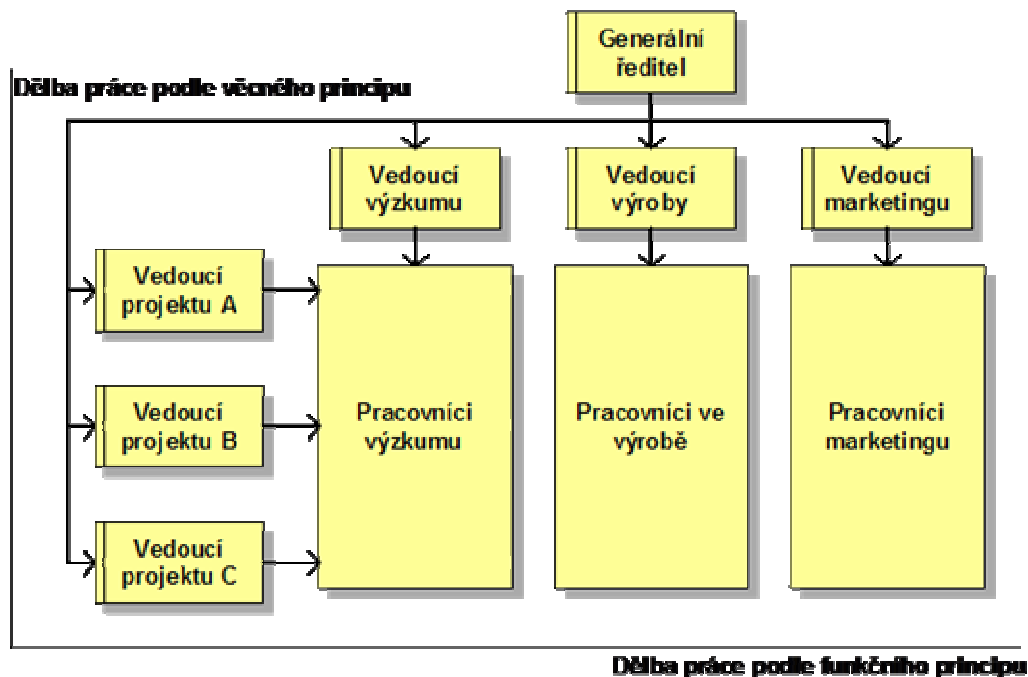 Generální
ředitel
Dělba práce podle věcného principu
Vedoucí
výzkumu
Vedoucí
výroby
Vedoucí
marketingu
Vedoucí
projektu A
Vedoucí
projektu B
Vedoucí
projektu C
Pracovníci
výzkumu
Pracovníci ve
výrobě
Pracovníci
marketingu
Dělba práce podle funkčního principu